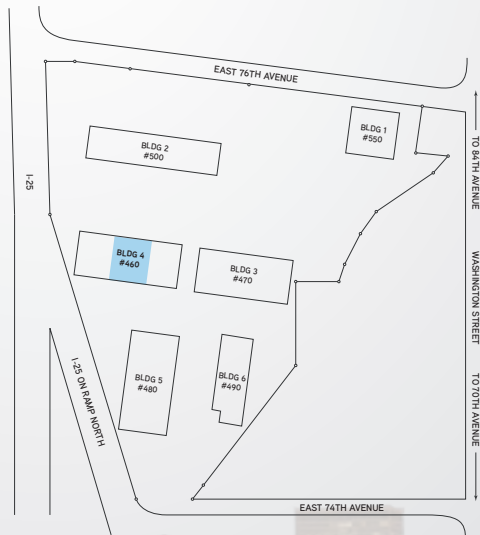 EAST 76TH AVENUE
BLDG 1
#550
BLDG 2
#500
TO 84TH AVENUE
I-25
BLDG 4
#460
BLDG 3
#470
WASHINGTON STREET
BLDG 5
#480
BLDG 6
#490
I-25 ON RAMP NORTH
TO 70TH AVENUE
EAST 74TH AVENUE